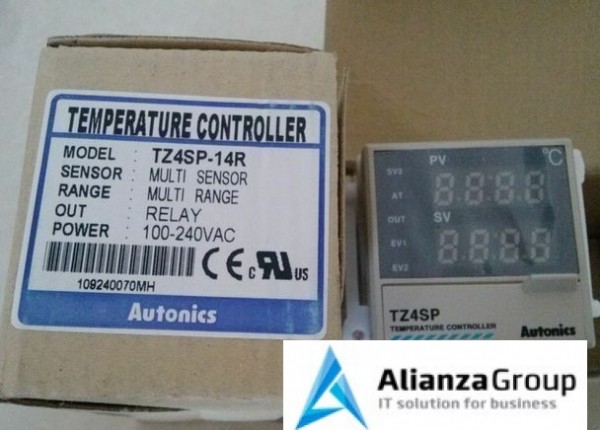 TEMPERATURE CONTROLLER
MODEL : TZ4SP-14R
SENSOR : MULTI SENSOR
RANGE : MULTI RANGE
OUT : RELAY
POWER : 100-240VAC
109240070MH
CE c RU US
Autonics
PV °C
SV2
8.8.8.8
AT
OUT SV
EV1 8.8.8.8
EV2
TZ4SP
TEMPERATURE CONTROLLER Autonics
AlianzaGroup
IT solution for business